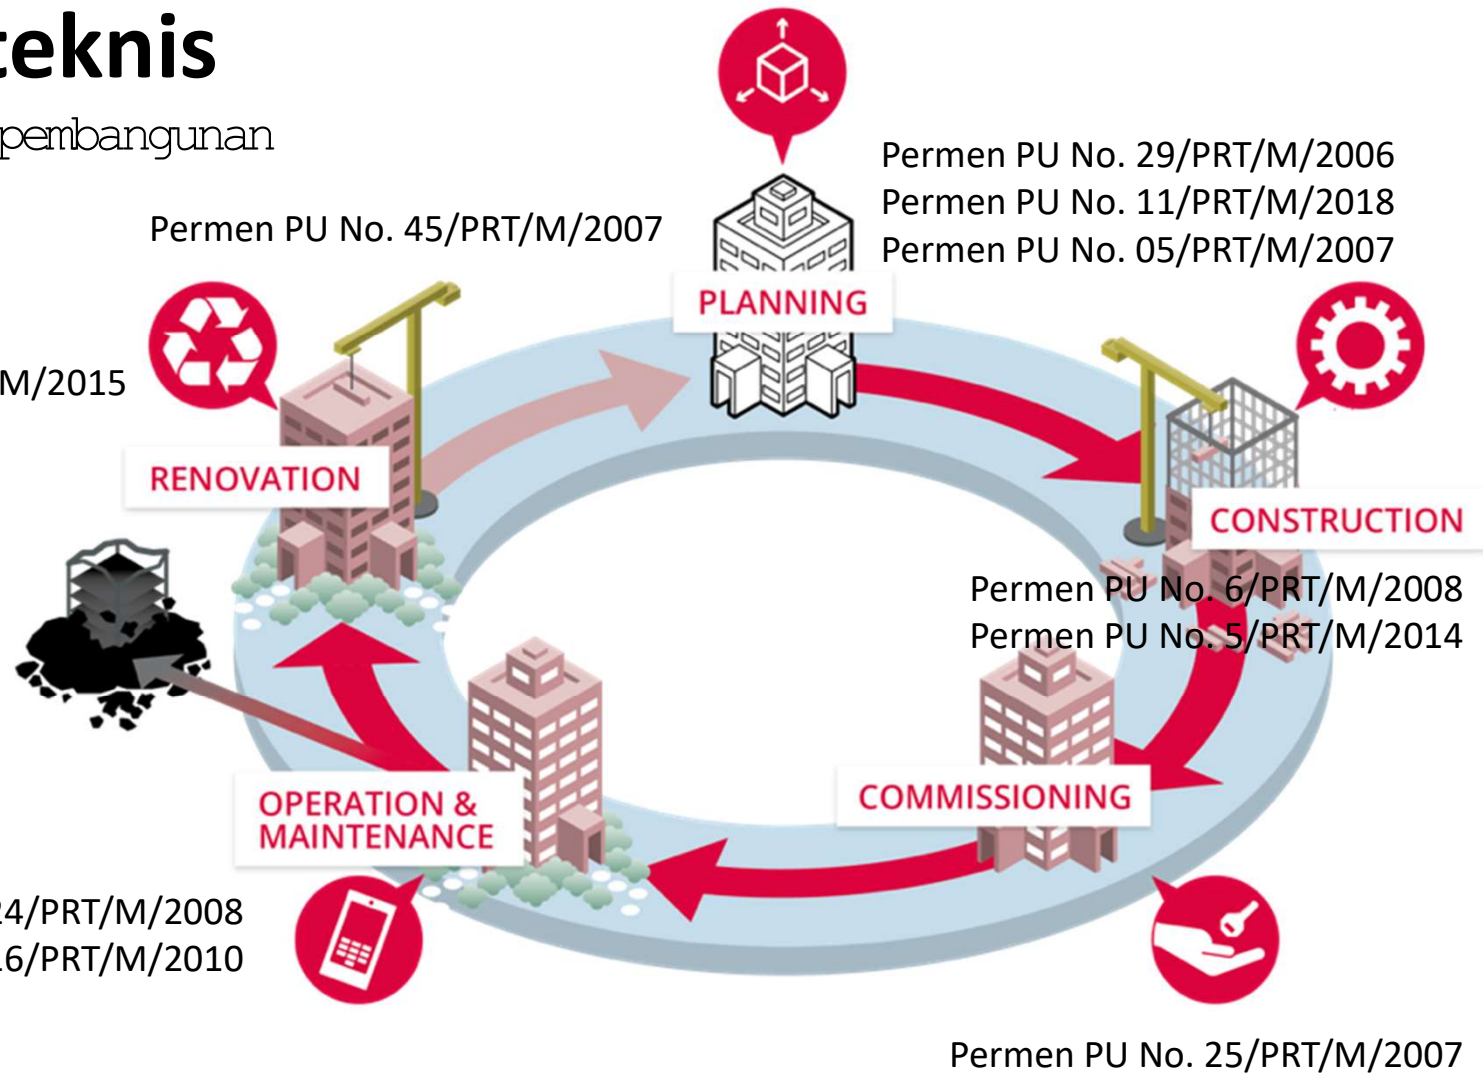 teknis
pembangunan
Permen PU No. 45/PRT/M/2007
Permen PU No. 29/PRT/M/2006
Permen PU No. 11/PRT/M/2018
Permen PU No. 05/PRT/M/2007
PLANNING
M/2015
RENOVATION
CONSTRUCTION
Permen PU No. 6/PRT/M/2008
Permen PU No. 5/PRT/M/2014
OPERATION &
MAINTENANCE
COMMISSIONING
24/PRT/M/2008
16/PRT/M/2010
Permen PU No. 25/PRT/M/2007